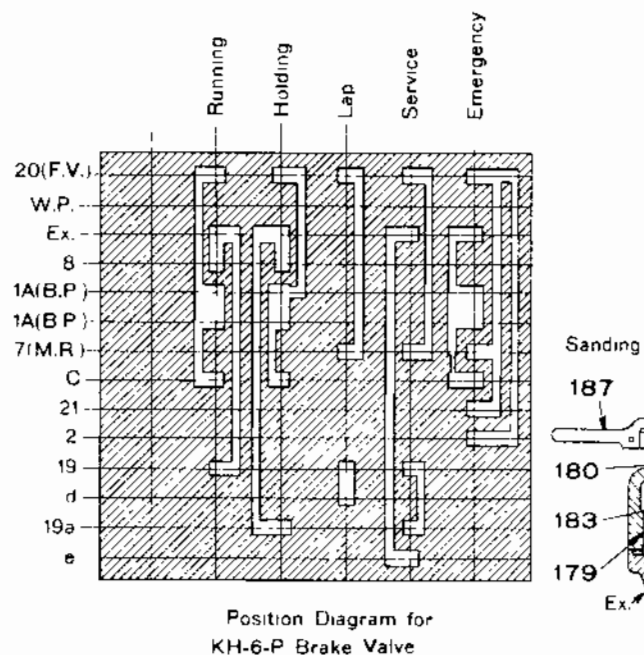 Running
Holding
Lap
Service
Emergency
20(F.V.)
W.P.
Ex.
8
1A(B.P.)
1A(B.P.)
7(M.R.)
C
21
2
19
d
19a
e
Sanding
187
180
183
179
Ex.
Position Diagram for
KH-6-P Brake Valve